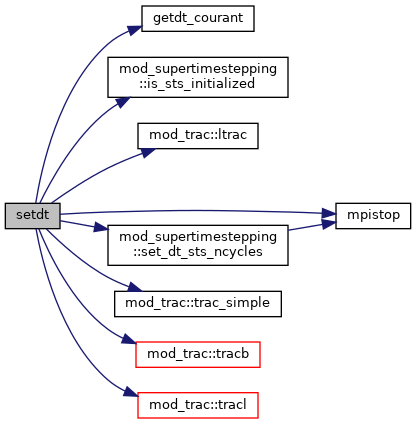 getdt_courant
mod_supertimestepping
::is_sts_initialized
mod_trac::ltrac
setdt
mpistop
mod_supertimestepping
::set_dt_sts_ncycles
mod_trac::trac_simple
mod_trac::tracb
mod_trac::tracl